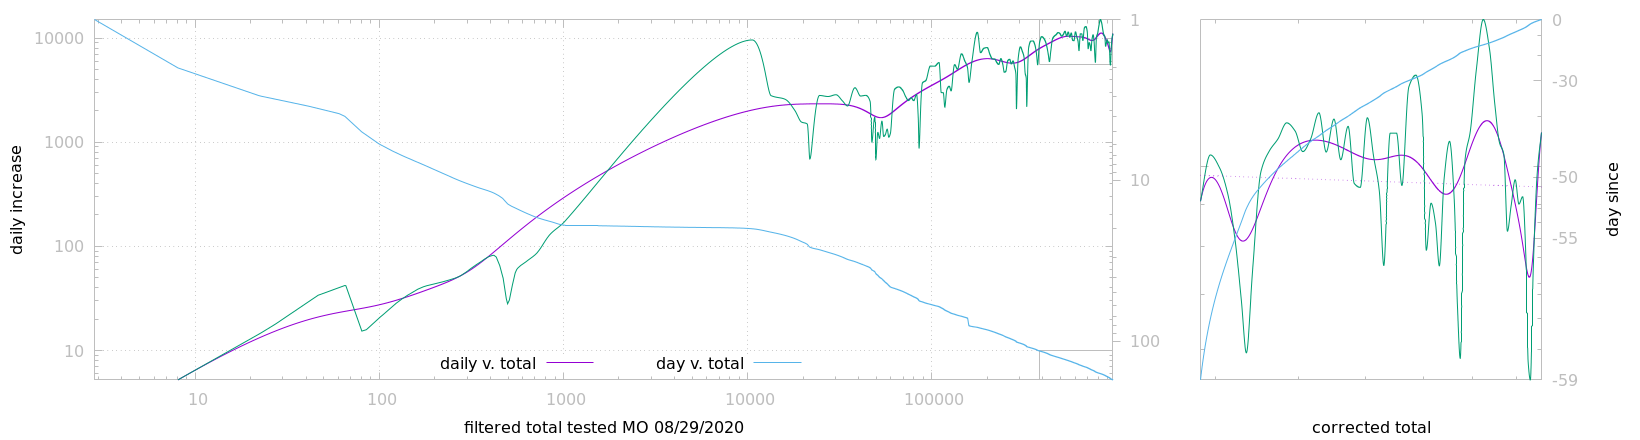 10000
1000
100
10
daily increase
10
100
1000
10000
100000
filtered total tested MO 08/29/2020
daily v. total
day v. total
1
10
100
0
-30
-50
-55
-59
day since
corrected total